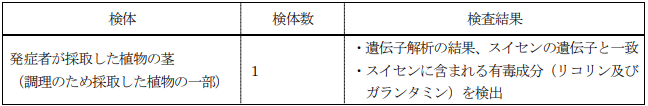 検体 検体数 検査結果
発症者が採取した植物の茎
（調理のため採取した植物の一部）
1
・遺伝子解析の結果、スイセンの遺伝子と一致
・スイセンに含まれる有毒成分（リコリン及び
ガランタミン）を検出